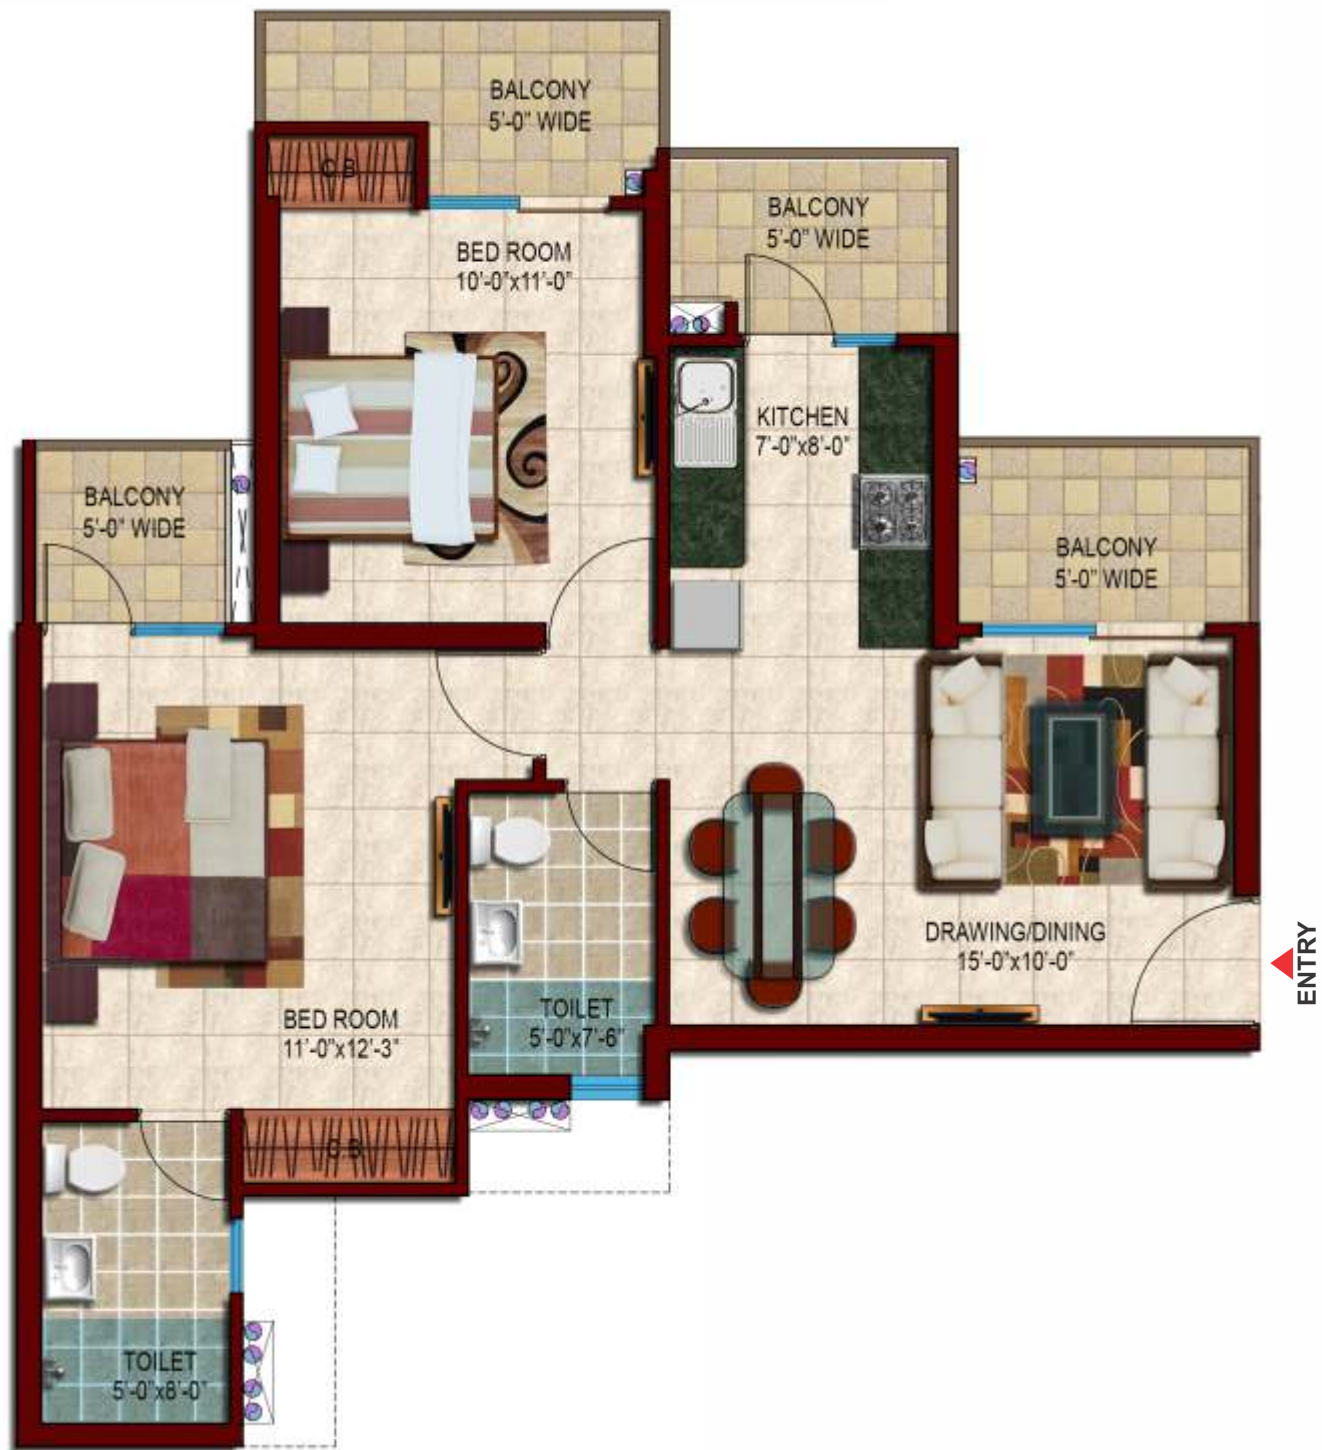 BALCONY
5'-0" WIDE
C.B
BALCONY
5'-0" WIDE
BED ROOM
10'-0"x11'-0"
KITCHEN
7'-0"x8'-0"
BALCONY
5'-0" WIDE
BALCONY
5'-0" WIDE
DRAWING/DINING
15'-0"x10'-0"
ENTRY
TOILET
5'-0"x7'-6"
BED ROOM
11'-0"x12'-3"
C.B.
TOILET
5'-0"x8'-0"